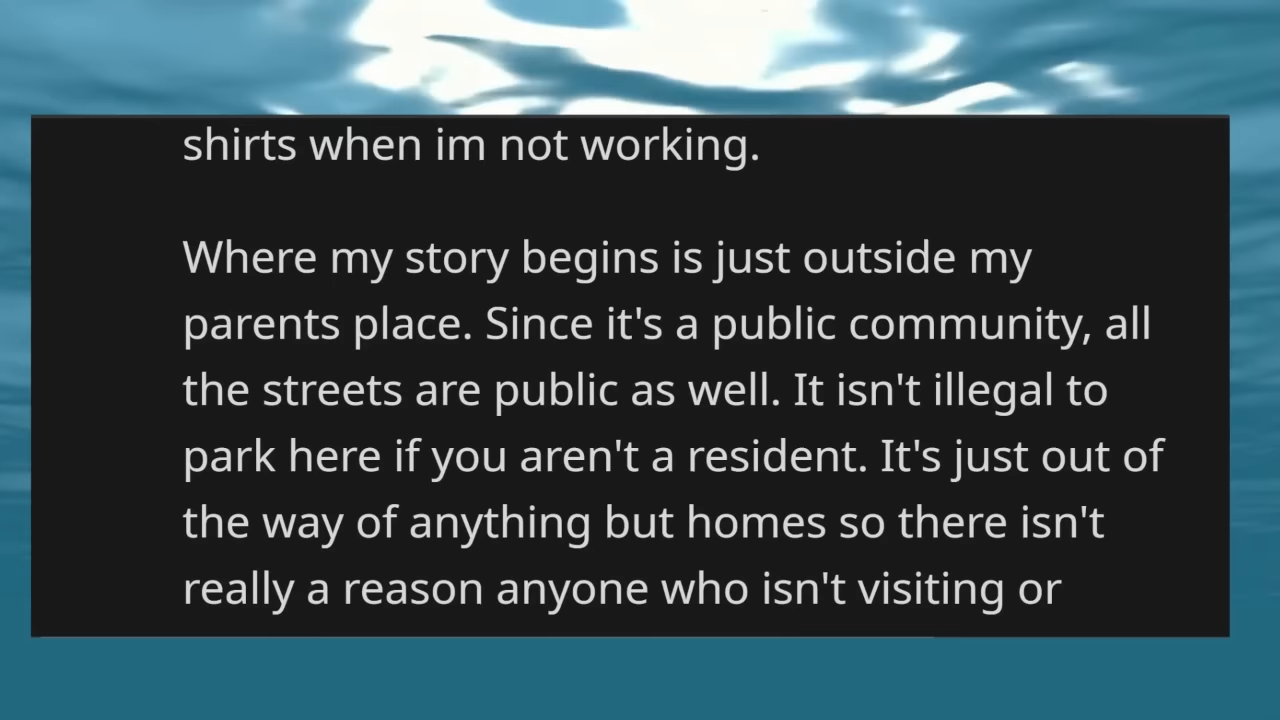 shirts when im not working.
Where my story begins is just outside my
parents place. Since it's a public community, all
the streets are public as well. It isn't illegal to
park here if you aren't a resident. It's just out of
the way of anything but homes so there isn't
really a reason anyone who isn't visiting or